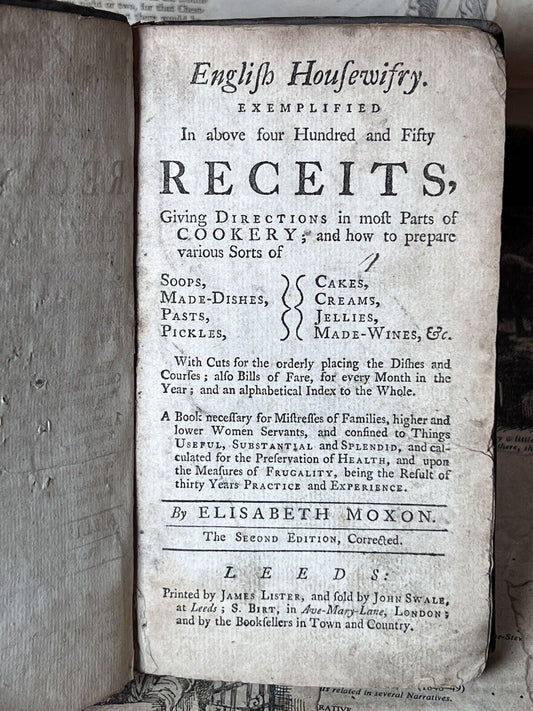 English Houſewifry.
EXEMPLIFIED
In above four Hundred and Fifty
RECEITS,
Giving DIRECTIONS in moſt Parts of
COOKERY; and how to prepare
various Sorts of
SOOPS,
MADE-DISHES,
PASTS,
PICKLES,
CAKES,
CREAMS,
JELLIES,
MADE-WINES, &c.
With Cuts for the orderly placing the Diſhes and
Courſes; alſo Bills of Fare, for every Month in the
Year; and an alphabetical Index to the Whole.
A Book neceſſary for Miſtreſſes of Families, higher and
lower Women Servants, and confined to Things
USEFUL, SUBSTANTIAL and SPLENDID, and cal-
culated for the Preſervation of HEALTH, and upon
the Meaſures of FRUGALITY, being the Reſult of
thirty Years PRACTICE and EXPERIENCE.
By ELISABETH MOXON.
The SECOND EDITION, Corrected.
LEEDS:
Printed by JAMES LISTER, and ſold by JOHN SWALE,
at Leeds; S. BIRT, in Ave-Mary-Lane, LONDON;
and by the Bookſellers in Town and Country.
is related in several Narratives.